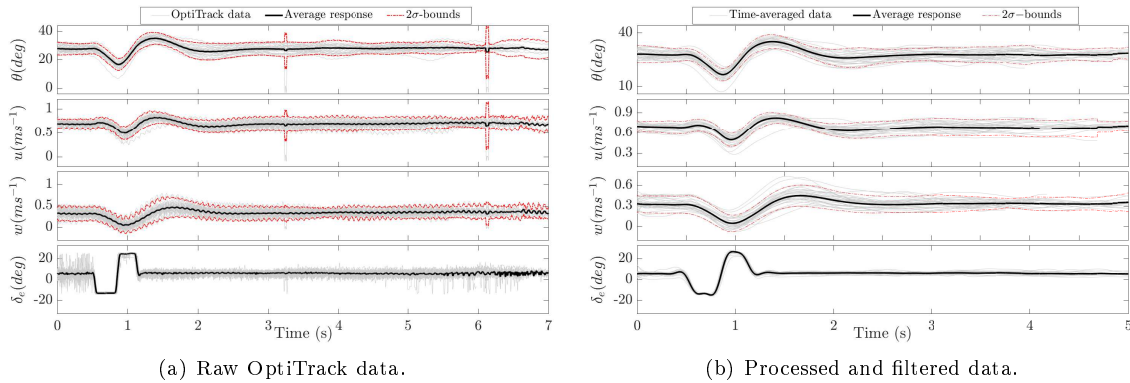 OptiTrack data Average response 2σ-bounds
θ(deg)
40
20
0
u(ms⁻¹)
1
0.5
0
w(ms⁻¹)
1
0.5
0
δe(deg)
20
0
-20
0 1 2 3 4 5 6 7
Time (s)
(a) Raw OptiTrack data.
Time-averaged data Average response 2σ−bounds
θ(deg)
40
10
u(ms⁻¹)
0.9
0.6
0.3
w(ms⁻¹)
0.6
0.3
0
δe(deg)
20
0
-20
0 1 2 3 4 5
Time (s)
(b) Processed and filtered data.